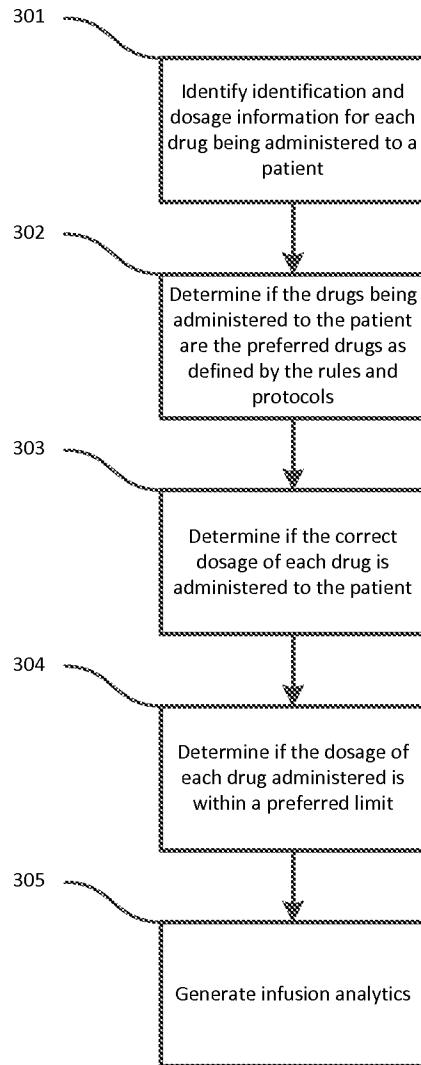 301
Identify identification and
dosage information for each
drug being administered to a
patient
302
Determine if the drugs being
administered to the patient
are the preferred drugs as
defined by the rules and
protocols
303
Determine if the correct
dosage of each drug is
administered to the patient
304
Determine if the dosage of
each drug administered is
within a preferred limit
305
Generate infusion analytics